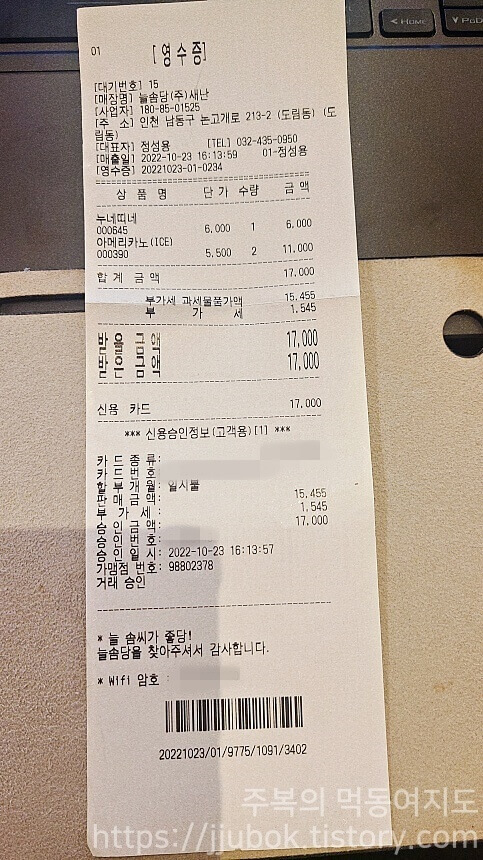 HOME
PgD
01
[영수증]
[대기번호] 15
[매장명] 늘솜당(주)새난
[사업자] 180-85-01525
[주 소] 인천 남동구 논고개로 213-2 (도림동) (도
림동)
[대표자] 정성용 [TEL] 032-435-0950
[매출일] 2022-10-23 16:13:59 01-정성용
[영수증] 20221023-01-0234
상 품 명 단 가 수량 금 액
누네띠네
000645 6,000 1 6,000
아메리카노(ICE)
000390 5,500 2 11,000
합계 금액 17,000
부가세 과세물품가액 15,455
부 가 세 1,545
받을 금액 17,000
받은 금액 17,000
신용 카드 17,000
*** 신용승인정보(고객용)[1] ***
카드종류:
카드번호:
할부개월: 일시불
판매금액: 15,455
부 가 세: 1,545
승인금액: 17,000
승인번호:
승인일시: 2022-10-23 16:13:57
가맹점 번호: 98802378
거래 승인
* 늘 솜씨가 좋당!
늘솜당을 찾아주셔서 감사합니다.
* Wifi 암호 :
20221023/01/9775/1091/3402
주복의 먹동여지도
https://jjubok.tistory.com